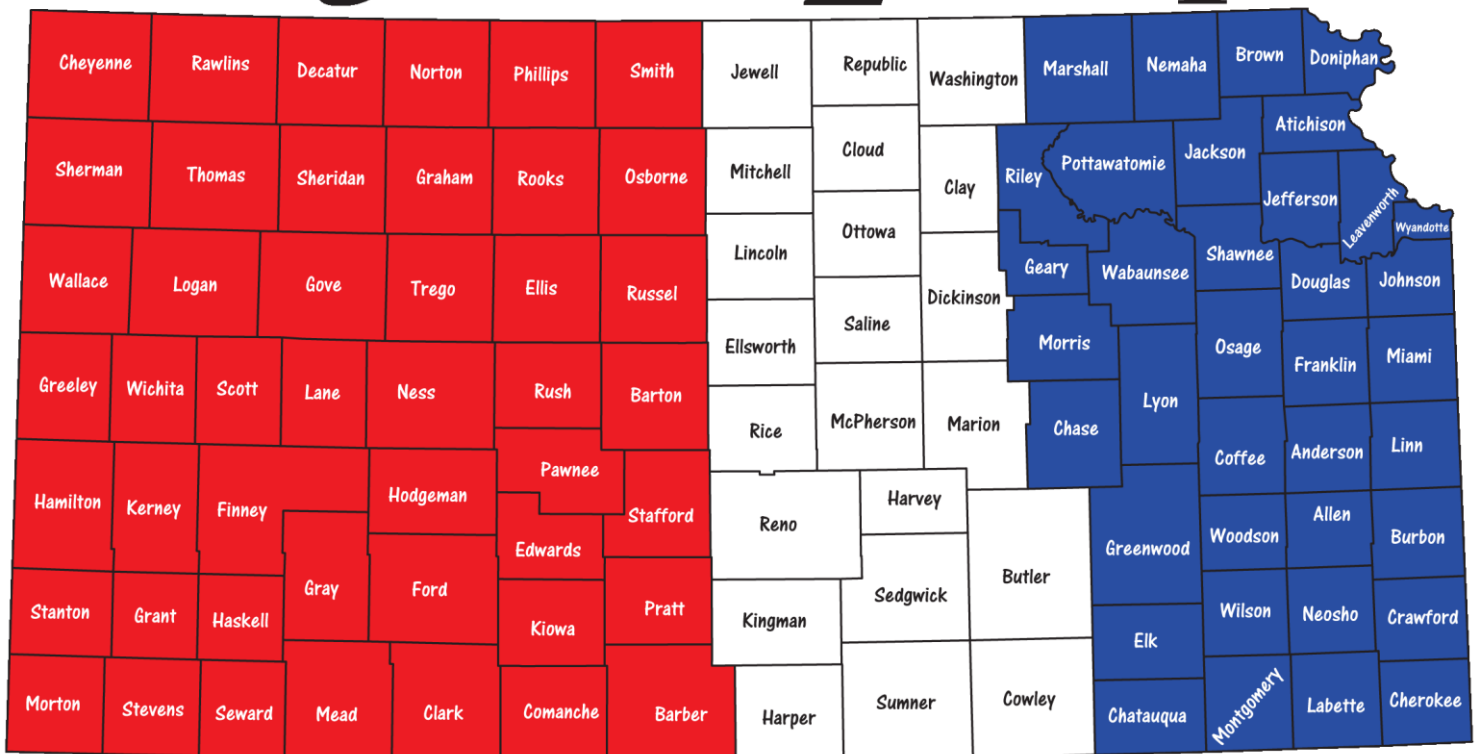 Cheyenne
Rawlins
Decatur
Norton
Phillips
Smith
Jewell
Republic
Washington
Marshall
Nemaha
Brown
Doniphan
Sherman
Thomas
Sheridan
Graham
Rooks
Osborne
Mitchell
Cloud
Clay
Riley
Pottawatomie
Jackson
Atichison
Jefferson
Leavenworth
Wyandotte
Wallace
Logan
Gove
Trego
Ellis
Russel
Lincoln
Ottowa
Dickinson
Geary
Wabaunsee
Shawnee
Douglas
Johnson
Greeley
Wichita
Scott
Lane
Ness
Rush
Barton
Ellsworth
Saline
Morris
Lyon
Osage
Franklin
Miami
Rice
McPherson
Marion
Chase
Coffee
Anderson
Linn
Hamilton
Kerney
Finney
Hodgeman
Pawnee
Stafford
Edwards
Reno
Harvey
Butler
Greenwood
Woodson
Allen
Burbon
Stanton
Grant
Haskell
Gray
Ford
Kiowa
Pratt
Kingman
Sedgwick
Elk
Wilson
Neosho
Crawford
Morton
Stevens
Seward
Mead
Clark
Comanche
Barber
Harper
Sumner
Cowley
Chatauqua
Montgomery
Labette
Cherokee